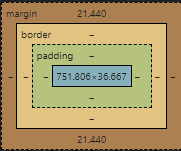 margin 21.440
border –
padding –
– – – 751.806×36.667 – – –
–
–
21.440